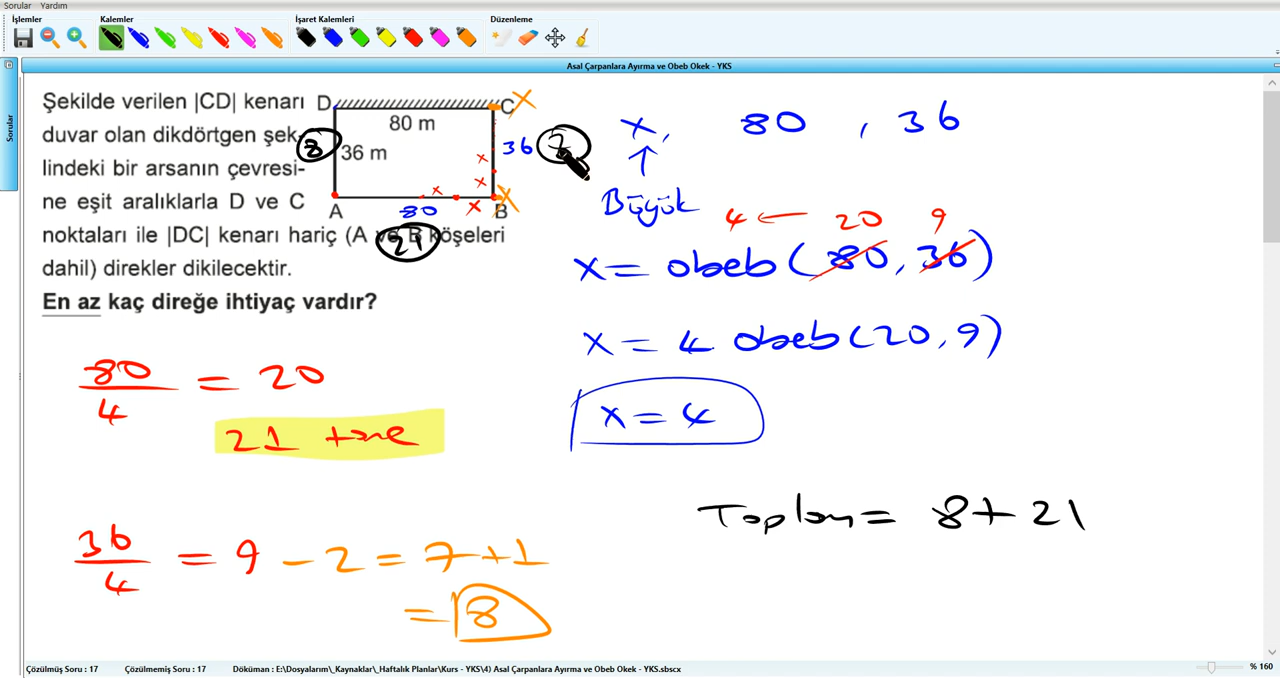 Sorular Yardım
İşlemler Kalemler İşaret Kalemleri Düzenleme
Asal Çarpanlara Ayırma ve Obeb Okek - YKS
Sorular
Şekilde verilen |CD| kenarı
duvar olan dikdörtgen şek-
lindeki bir arsanın çevresi-
ne eşit aralıklarla D ve C
noktaları ile |DC| kenarı hariç (A ve B köşeleri
dahil) direkler dikilecektir.
En az kaç direğe ihtiyaç vardır?
D C x
80 m
8 36 m 36 7
x
x x
x x
A 80 B
21
x, 80 , 36
Büyük
4 ← 20 9
x = obeb(80, 36)
x = 4 obeb(20, 9)
x = 4
80/4 = 20
21 tane
36/4 = 9 - 2 = 7 + 1
= 8
Toplam = 8 + 21
Çözülmüş Soru : 17 Çözülmemiş Soru : 17 Döküman : E:\Dosyalarım\_Kaynaklar\_Haftalık Planlar\Kurs - YKS\4) Asal Çarpanlara Ayırma ve Obeb Okek - YKS.sbscx % 160